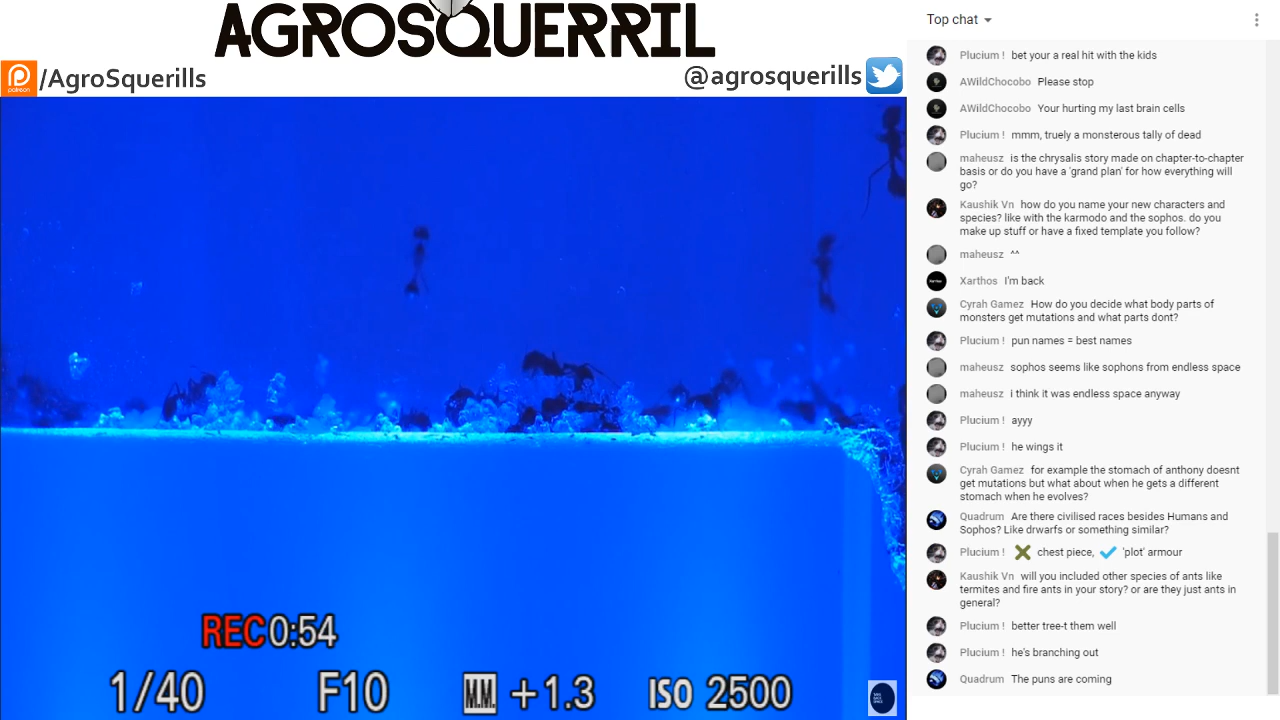 AGROSQUERRIL
/AgroSquerills
@agrosquerills
patreon
REC 0:54
1/40 F10 M.M. +1.3 ISO 2500
Top chat
Plucium ! bet your a real hit with the kids
AWildChocobo Please stop
AWildChocobo Your hurting my last brain cells
Plucium ! mmm, truely a monsterous tally of dead
maheusz is the chrysalis story made on chapter-to-chapter
basis or do you have a 'grand plan' for how everything will
go?
Kaushik Vn how do you name your new characters and
species? like with the karmodo and the sophos. do you
make up stuff or have a fixed template you follow?
maheusz ^^
Xarthos I'm back
Cyrah Gamez How do you decide what body parts of
monsters get mutations and what parts dont?
Plucium ! pun names = best names
maheusz sophos seems like sophons from endless space
maheusz i think it was endless space anyway
Plucium ! ayyy
Plucium ! he wings it
Cyrah Gamez for example the stomach of anthony doesnt
get mutations but what about when he gets a different
stomach when he evolves?
Quadrum Are there civilised races besides Humans and
Sophos? Like drwarfs or something similar?
Plucium ! ❌ chest piece, ✔ 'plot' armour
Kaushik Vn will you included other species of ants like
termites and fire ants in your story? or are they just ants in
general?
Plucium ! better tree-t them well
Plucium ! he's branching out
Quadrum The puns are coming